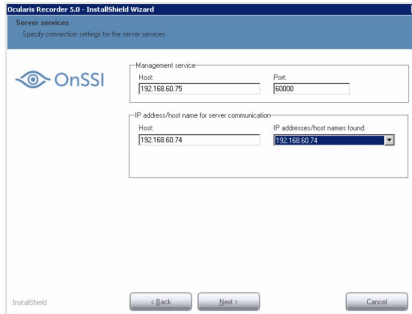 Ocularis Recorder 5.0 - InstallShield Wizard
Server services
Specify connection settings for the server services
OnSSI
Management service
Host: Port:
192.168.60.75 60000
IP address/host name for server communication
Host: IP addresses/host names found:
192.168.60.74 192.168.60.74
InstallShield < Back Next > Cancel